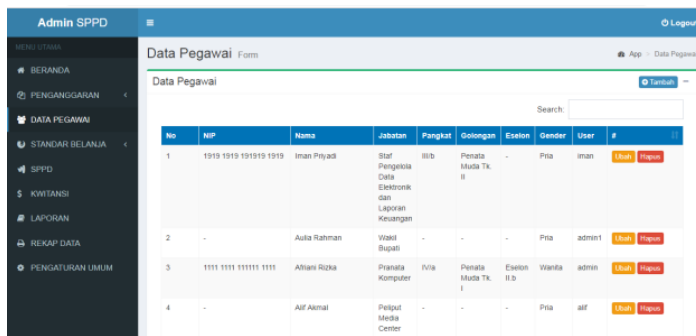 Admin SPPD
Logout
MENU UTAMA
BERANDA
PENGANGGARAN
DATA PEGAWAI
STANDAR BELANJA
SPPD
KWITANSI
LAPORAN
REKAP DATA
PENGATURAN UMUM
Data Pegawai Form
App > Data Pegawai
Data Pegawai
Tambah
Search:
No NIP Nama Jabatan Pangkat Golongan Eselon Gender User #
1 1919 1919 191919 1919 Iman Priyadi Staf III/b Penata - Pria iman Ubah Hapus
Pengelola Muda Tk.
Data II
Elektronik
dan
Laporan
Keuangan
2 - Aulia Rahman Wakil - - - Pria admin1 Ubah Hapus
Bupati
3 1111 1111 111111 1111 Afriani Rizka Pranata IV/a Penata Eselon Wanita admin Ubah Hapus
Komputer Muda Tk. II.b
I
4 - Alif Akmal Peliput - - - Pria alif Ubah Hapus
Media
Center